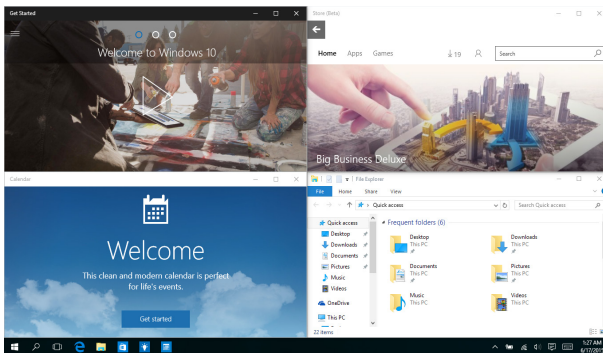 Get Started
Welcome to Windows 10
Store (Beta)
Home Apps Games 19 Search
Big Business Deluxe
Calendar
Welcome
This clean and modern calendar is perfect
for life's events.
Get started
File Explorer
File Home Share View
Quick access Search Quick access
Quick access
Desktop
Downloads
Documents
Pictures
Music
Videos
OneDrive
This PC
Frequent folders (6)
Desktop
This PC
Downloads
This PC
Documents
This PC
Pictures
This PC
Music
This PC
Videos
This PC
22 items
1:27 AM